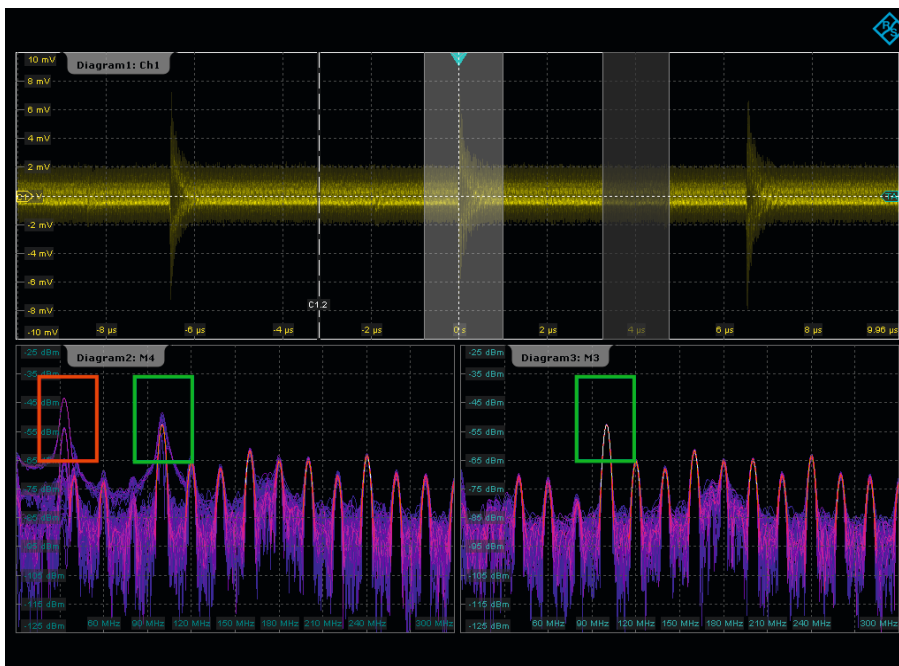 R&S
10 mV
Diagram1: Ch1
8 mV
6 mV
4 mV
2 mV
V
-2 mV
-4 mV
-6 mV
-8 mV
C1.2
-10 mV
-8 µs
-6 µs
-4 µs
-2 µs
0 s
2 µs
4 µs
6 µs
8 µs
9.96 µs
-25 dBm
Diagram2: M4
-35 dBm
-45 dBm
-55 dBm
-65 dBm
-75 dBm
-85 dBm
-95 dBm
-105 dBm
-115 dBm
-125 dBm
60 MHz
90 MHz
120 MHz
150 MHz
180 MHz
210 MHz
240 MHz
300 MHz
-25 dBm
Diagram3: M3
-35 dBm
-45 dBm
-55 dBm
-65 dBm
-75 dBm
-85 dBm
-95 dBm
-105 dBm
-115 dBm
-125 dBm
60 MHz
90 MHz
120 MHz
150 MHz
180 MHz
210 MHz
240 MHz
300 MHz